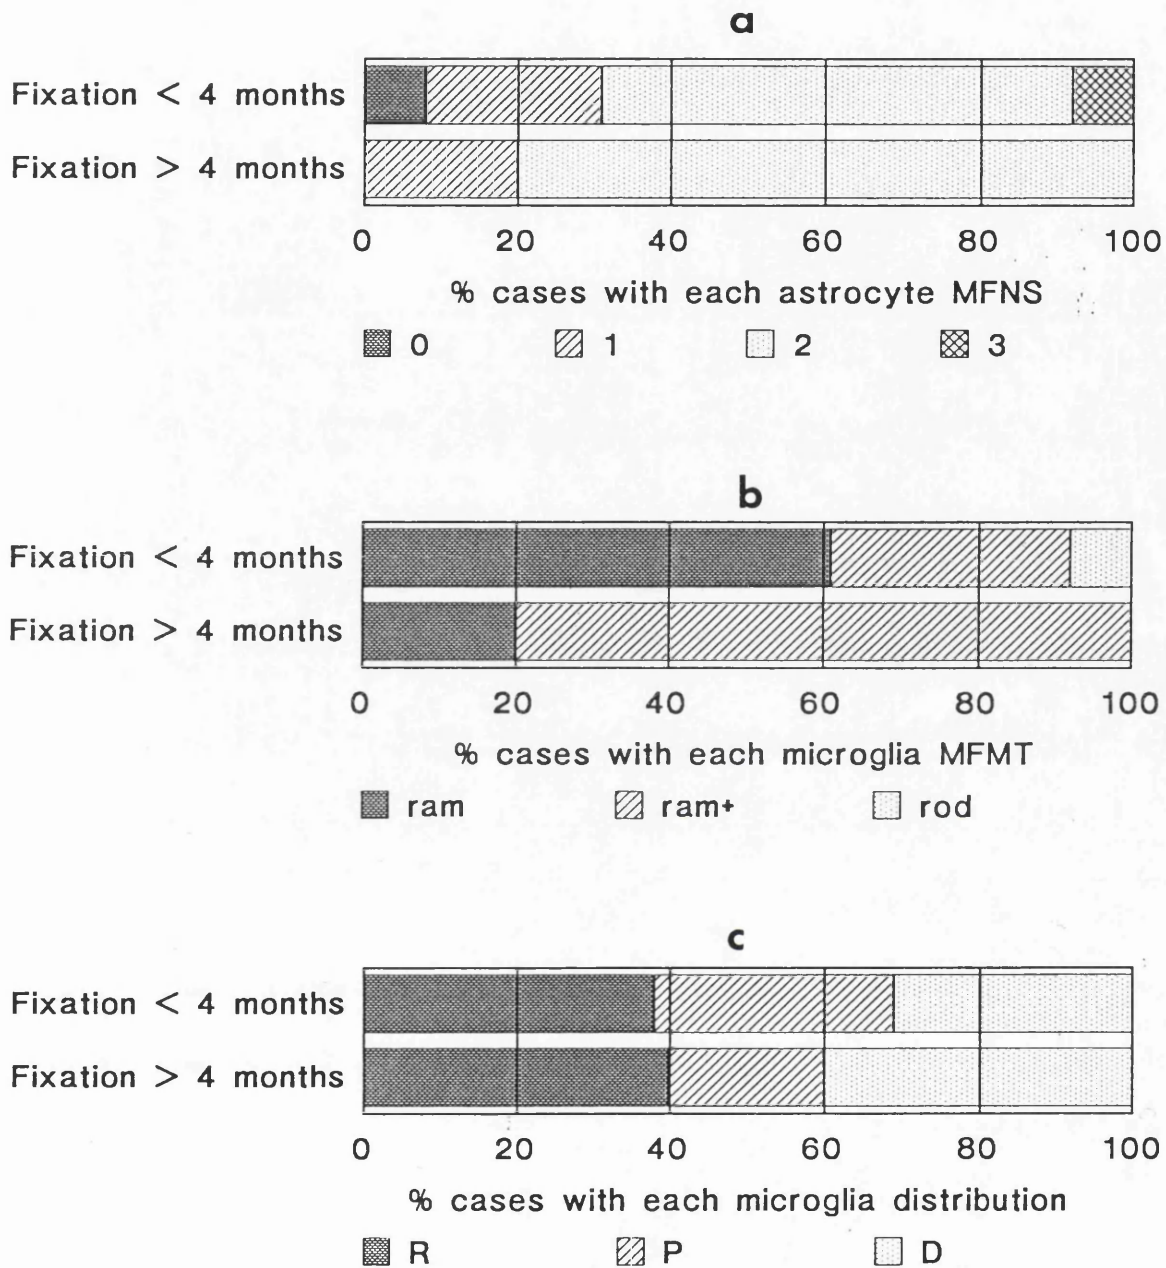 a
Fixation < 4 months
Fixation > 4 months
0 20 40 60 80 100
% cases with each astrocyte MFNS
0 1 2 3
b
Fixation < 4 months
Fixation > 4 months
0 20 40 60 80 100
% cases with each microglia MFMT
ram ram+ rod
c
Fixation < 4 months
Fixation > 4 months
0 20 40 60 80 100
% cases with each microglia distribution
R P D